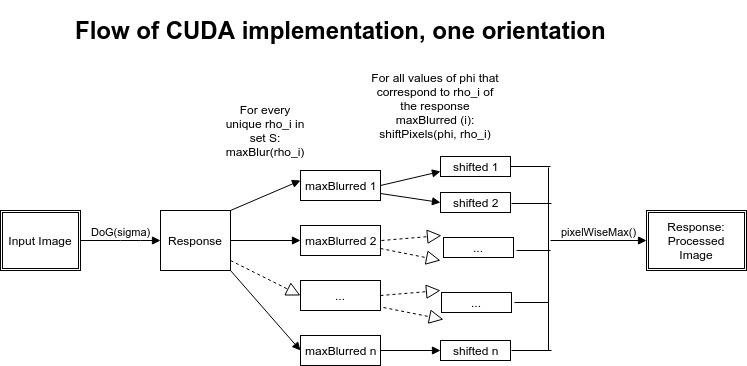 Flow of CUDA implementation, one orientation
For all values of phi that
correspond to rho_i of
the response
maxBlurred (i):
shiftPixels(phi, rho_i)
For every
unique rho_i in
set S:
maxBlur(rho_i)
Input Image
DoG(sigma)
Response
maxBlurred 1
maxBlurred 2
...
maxBlurred n
shifted 1
shifted 2
...
...
shifted n
pixelWiseMax()
Response:
Processed
Image